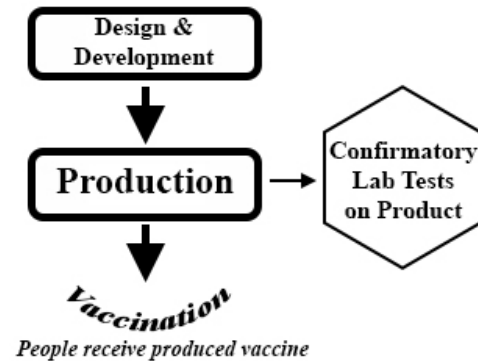 Design &
Development
Production
Confirmatory
Lab Tests
on Product
Vaccination
People receive produced vaccine